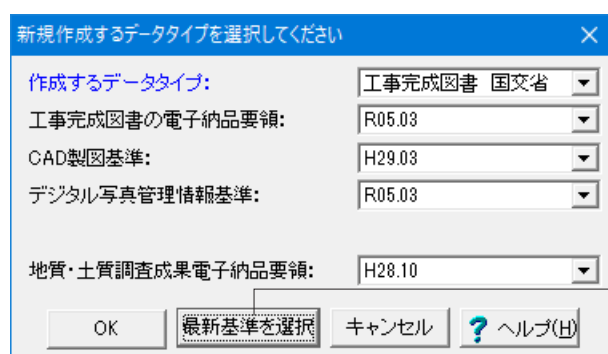 新規作成するデータタイプを選択してください
作成するデータタイプ: 工事完成図書 国交省
工事完成図書の電子納品要領: R05.03
CAD製図基準: H29.03
デジタル写真管理情報基準: R05.03
地質・土質調査成果電子納品要領: H28.10
OK 最新基準を選択 キャンセル ? ヘルプ(H)